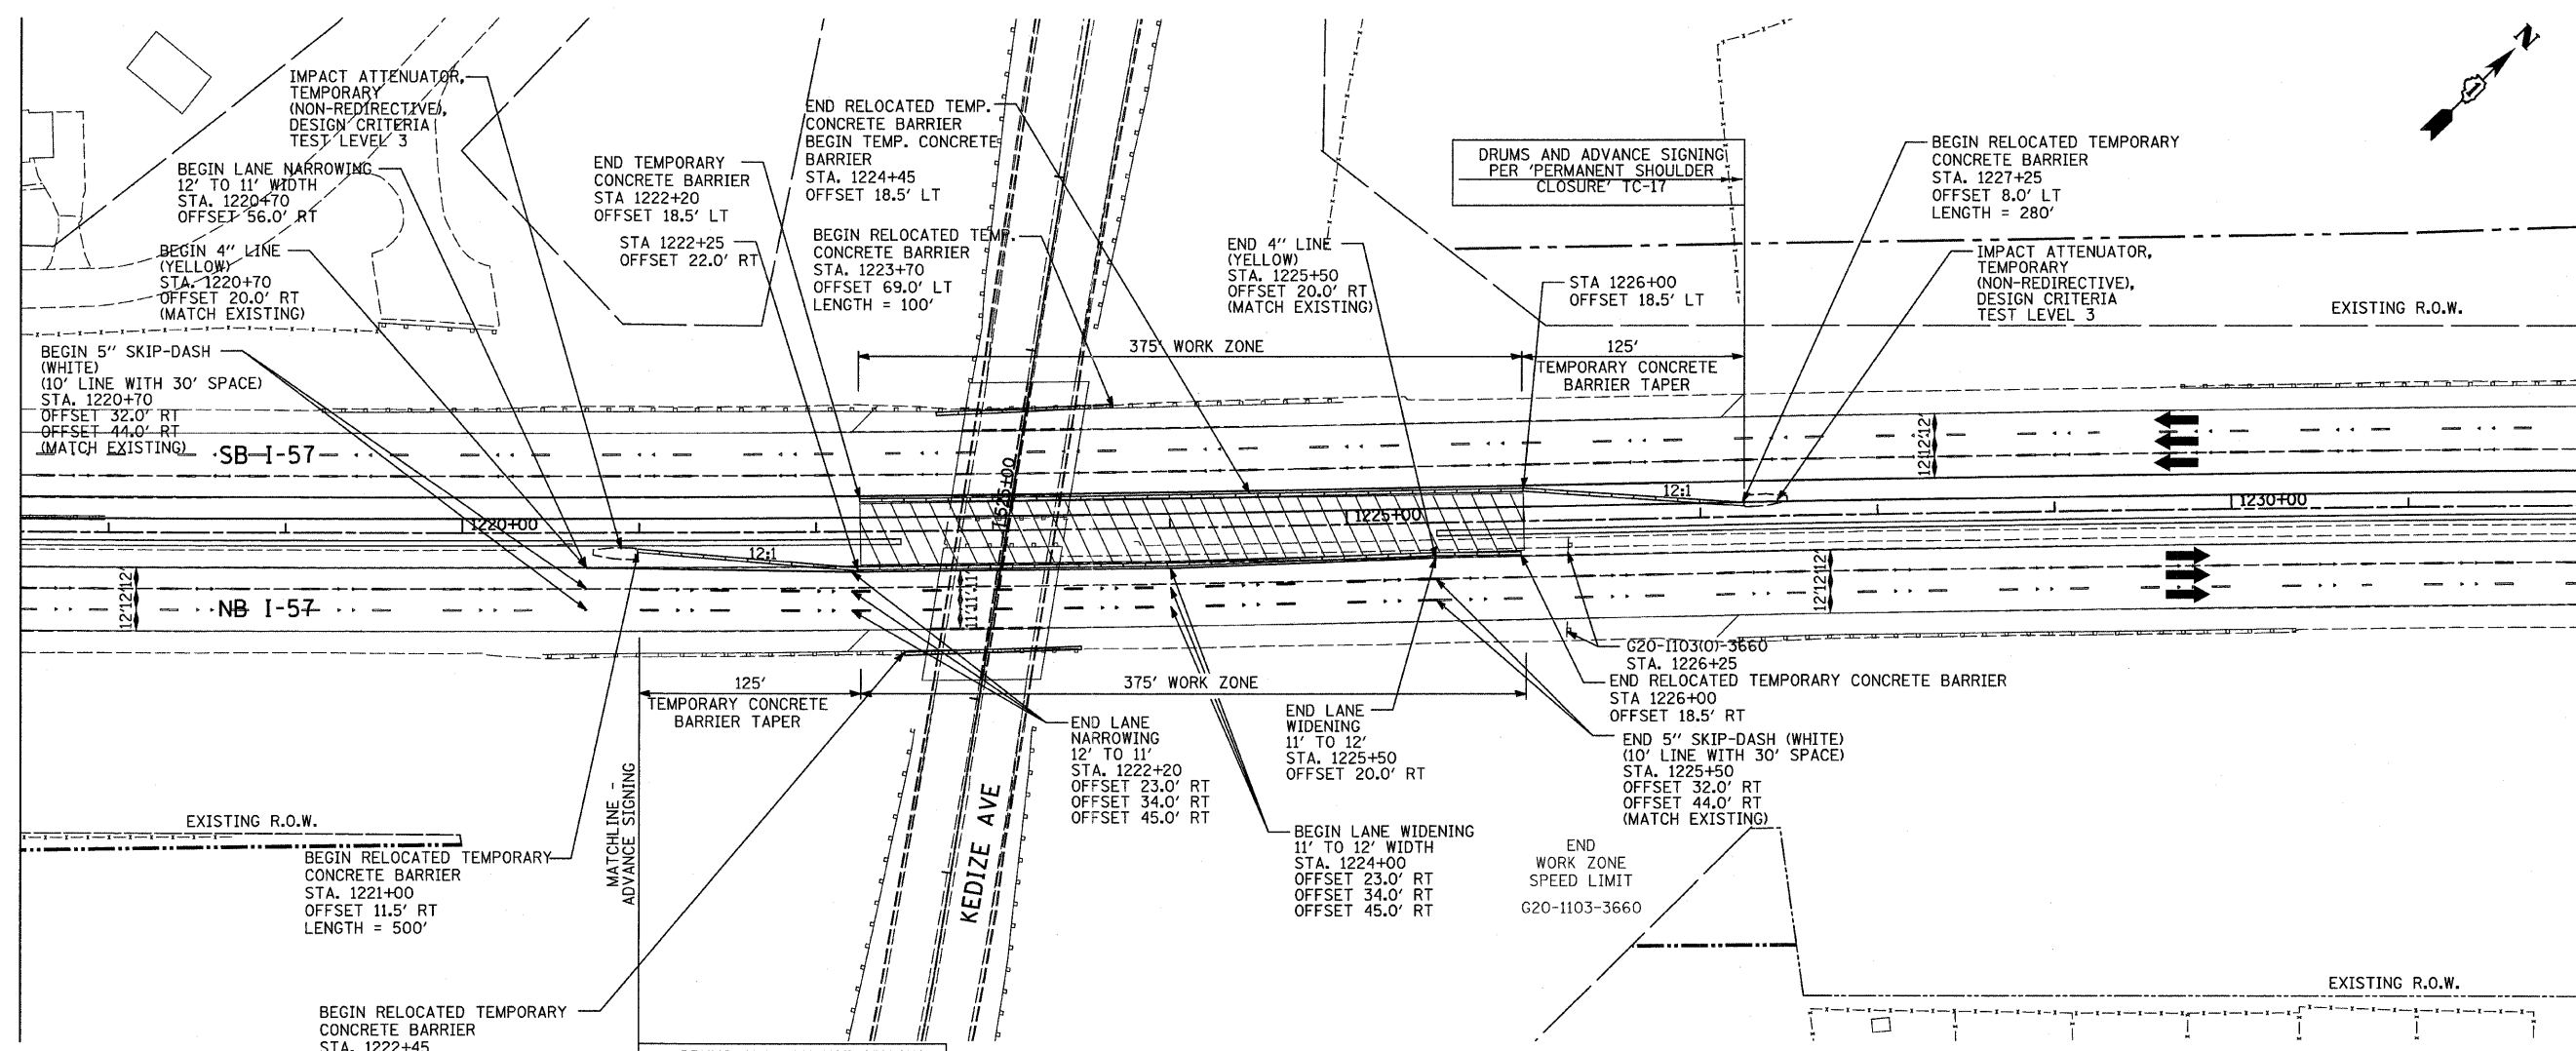 N
1
IMPACT ATTENUATOR,
TEMPORARY
(NON-REDIRECTIVE),
DESIGN CRITERIA
TEST LEVEL 3
BEGIN LANE NARROWING
12' TO 11' WIDTH
STA. 1220+70
OFFSET 56.0' RT
BEGIN 4" LINE
(YELLOW)
STA. 1220+70
OFFSET 20.0' RT
(MATCH EXISTING)
BEGIN 5" SKIP-DASH
(WHITE)
(10' LINE WITH 30' SPACE)
STA. 1220+70
OFFSET 32.0' RT
OFFSET 44.0' RT
(MATCH EXISTING)
END TEMPORARY
CONCRETE BARRIER
STA 1222+20
OFFSET 18.5' LT
STA 1222+25
OFFSET 22.0' RT
END RELOCATED TEMP.
CONCRETE BARRIER
BEGIN TEMP. CONCRETE
BARRIER
STA. 1224+45
OFFSET 18.5' LT
BEGIN RELOCATED TEMP.
CONCRETE BARRIER
STA. 1223+70
OFFSET 69.0' LT
LENGTH = 100'
END 4" LINE
(YELLOW)
STA. 1225+50
OFFSET 20.0' RT
(MATCH EXISTING)
DRUMS AND ADVANCE SIGNING
PER 'PERMANENT SHOULDER
CLOSURE' TC-17
STA 1226+00
OFFSET 18.5' LT
BEGIN RELOCATED TEMPORARY
CONCRETE BARRIER
STA. 1227+25
OFFSET 8.0' LT
LENGTH = 280'
IMPACT ATTENUATOR,
TEMPORARY
(NON-REDIRECTIVE),
DESIGN CRITERIA
TEST LEVEL 3
EXISTING R.O.W.
375' WORK ZONE
125'
TEMPORARY CONCRETE
BARRIER TAPER
SB I-57
12'12'12'
12:1
1220+00
1525+00
1225+00
1230+00
12:1
NB I-57
12'12'12'
11'11'11'
12'12'12'
125'
TEMPORARY CONCRETE
BARRIER TAPER
375' WORK ZONE
G20-I103(0)-3660
STA. 1226+25
END RELOCATED TEMPORARY CONCRETE BARRIER
STA 1226+00
OFFSET 18.5' RT
END LANE
NARROWING
12' TO 11'
STA. 1222+20
OFFSET 23.0' RT
OFFSET 34.0' RT
OFFSET 45.0' RT
END LANE
WIDENING
11' TO 12'
STA. 1225+50
OFFSET 20.0' RT
END 5" SKIP-DASH (WHITE)
(10' LINE WITH 30' SPACE)
STA. 1225+50
OFFSET 32.0' RT
OFFSET 44.0' RT
(MATCH EXISTING)
BEGIN LANE WIDENING
11' TO 12' WIDTH
STA. 1224+00
OFFSET 23.0' RT
OFFSET 34.0' RT
OFFSET 45.0' RT
END
WORK ZONE
SPEED LIMIT
G20-1103-3660
MATCHLINE -
ADVANCE SIGNING
KEDIZE AVE
EXISTING R.O.W.
BEGIN RELOCATED TEMPORARY
CONCRETE BARRIER
STA. 1221+00
OFFSET 11.5' RT
LENGTH = 500'
EXISTING R.O.W.
BEGIN RELOCATED TEMPORARY
CONCRETE BARRIER
STA. 1222+45